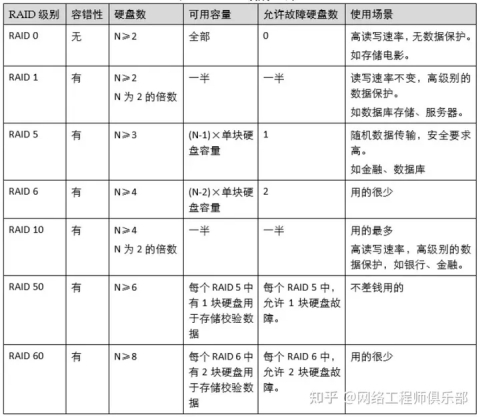 RAID 级别 容错性 硬盘数 可用容量 允许故障硬盘数 使用场景
RAID 0 无 N≥2 全部 0 高读写速率,无数据保护。
如存储电影。
RAID 1 有 N≥2 一半 一半 读写速率不变,高级别的
N 为 2 的倍数 数据保护。
如数据库存储、服务器。
RAID 5 有 N≥3 (N-1)×单块硬 1 随机数据传输,安全要求
盘容量 高。
如金融、数据库
RAID 6 有 N≥4 (N-2)×单块硬 2 用的很少
盘容量
RAID 10 有 N≥4 一半 一半 用的最多
N 为 2 的倍数 高读写速率,高级别的数
据保护,如银行、金融。
RAID 50 有 N≥6 每个 RAID 5 中 每个 RAID 5 中, 不差钱用的
有 1 块硬盘用 允许 1 块硬盘故
于存储校验数 障。
据
RAID 60 有 N≥8 每个 RAID 6 中 每个 RAID 6 中, 用的很少
有 2 块硬盘用 允许 2 块硬盘故
于存储校验数 障。
据
知乎 @网络工程师俱乐部